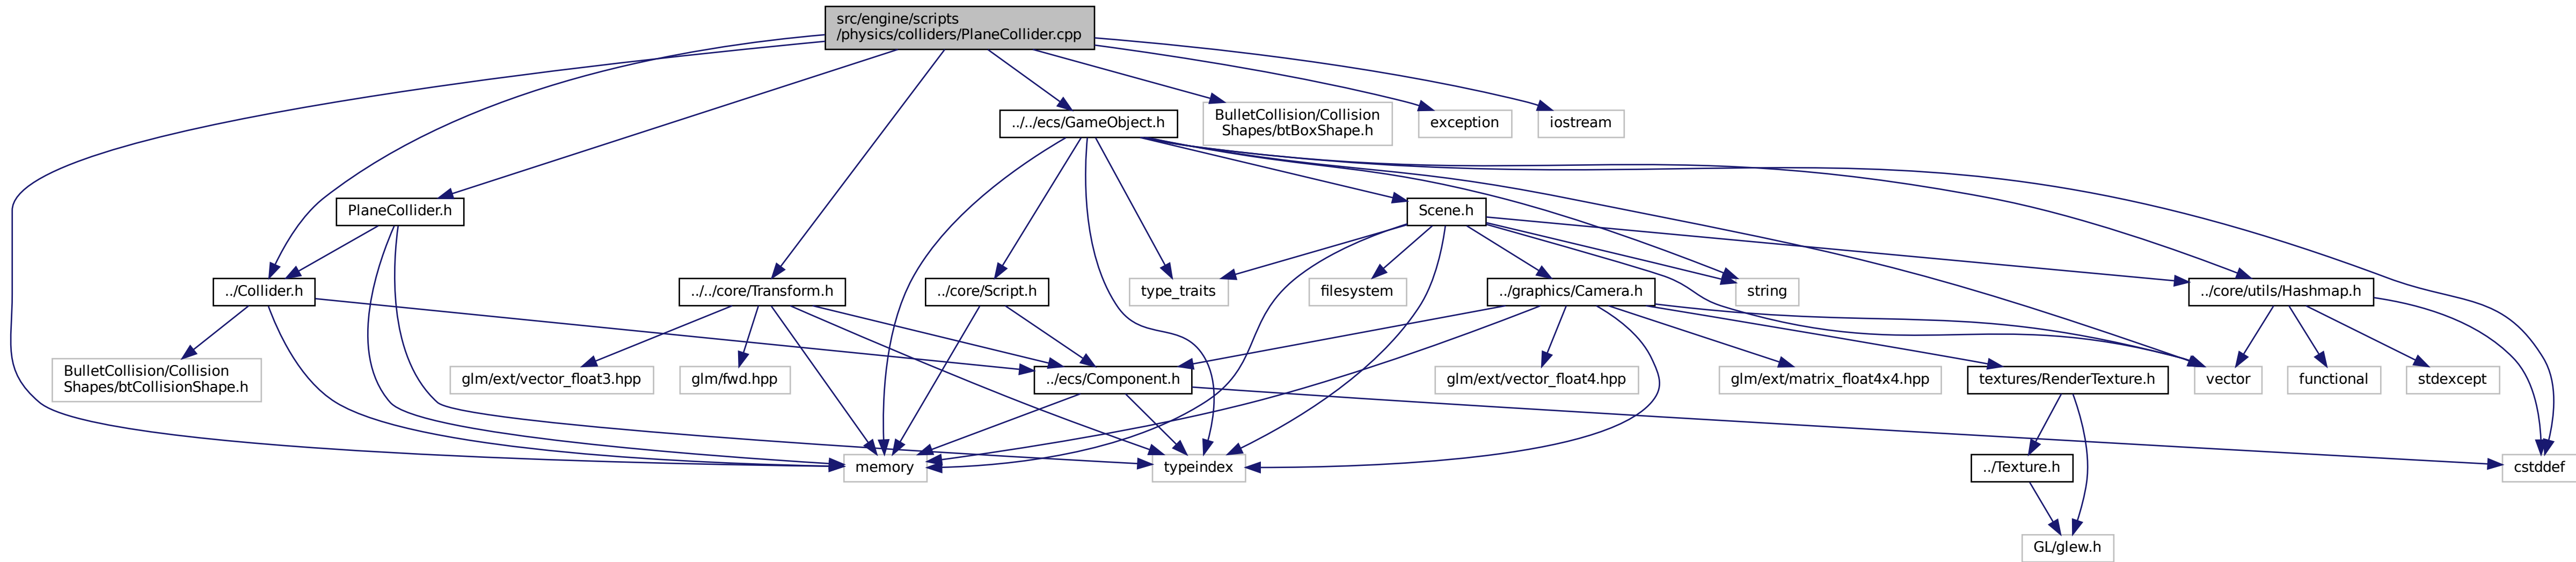 src/engine/scripts
/physics/colliders/PlaneCollider.cpp
../../ecs/GameObject.h
BulletCollision/Collision
Shapes/btBoxShape.h
exception
iostream
PlaneCollider.h
Scene.h
../Collider.h
../../core/Transform.h
../core/Script.h
type_traits
filesystem
../graphics/Camera.h
string
../core/utils/Hashmap.h
BulletCollision/Collision
Shapes/btCollisionShape.h
glm/ext/vector_float3.hpp
glm/fwd.hpp
../ecs/Component.h
glm/ext/vector_float4.hpp
glm/ext/matrix_float4x4.hpp
textures/RenderTexture.h
vector
functional
stdexcept
memory
typeindex
../Texture.h
cstddef
GL/glew.h